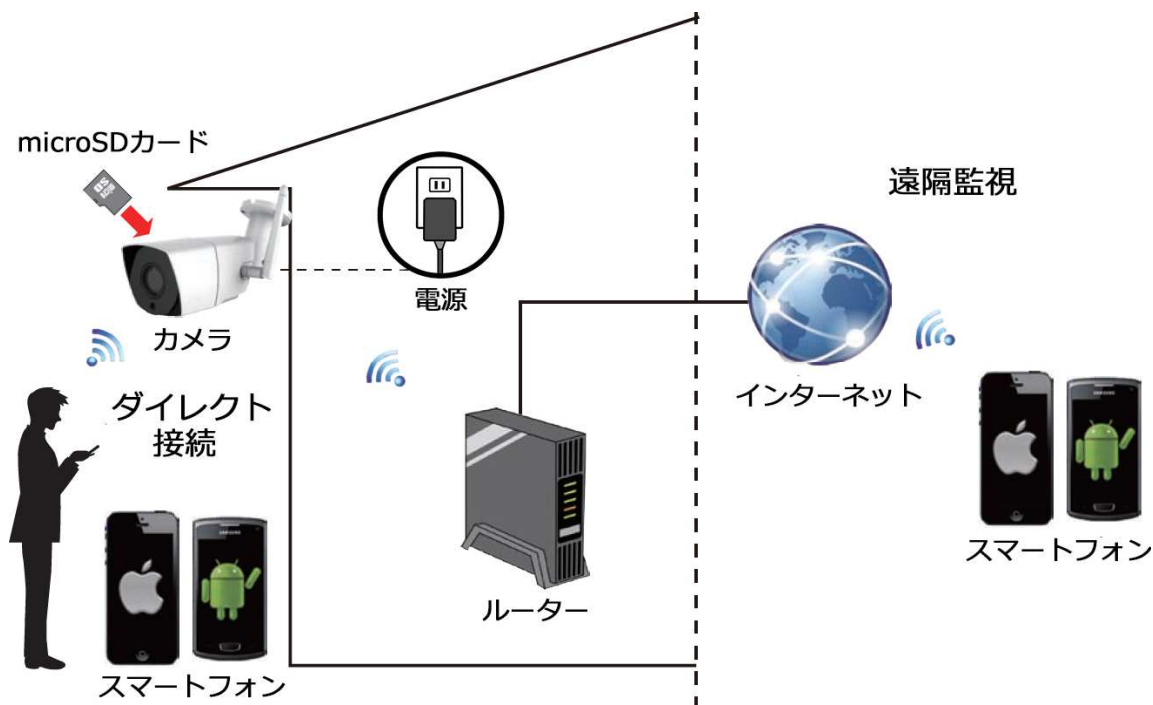 microSDカード
カメラ
ダイレクト
接続
スマートフォン
電源
ルーター
遠隔監視
インターネット
スマートフォン